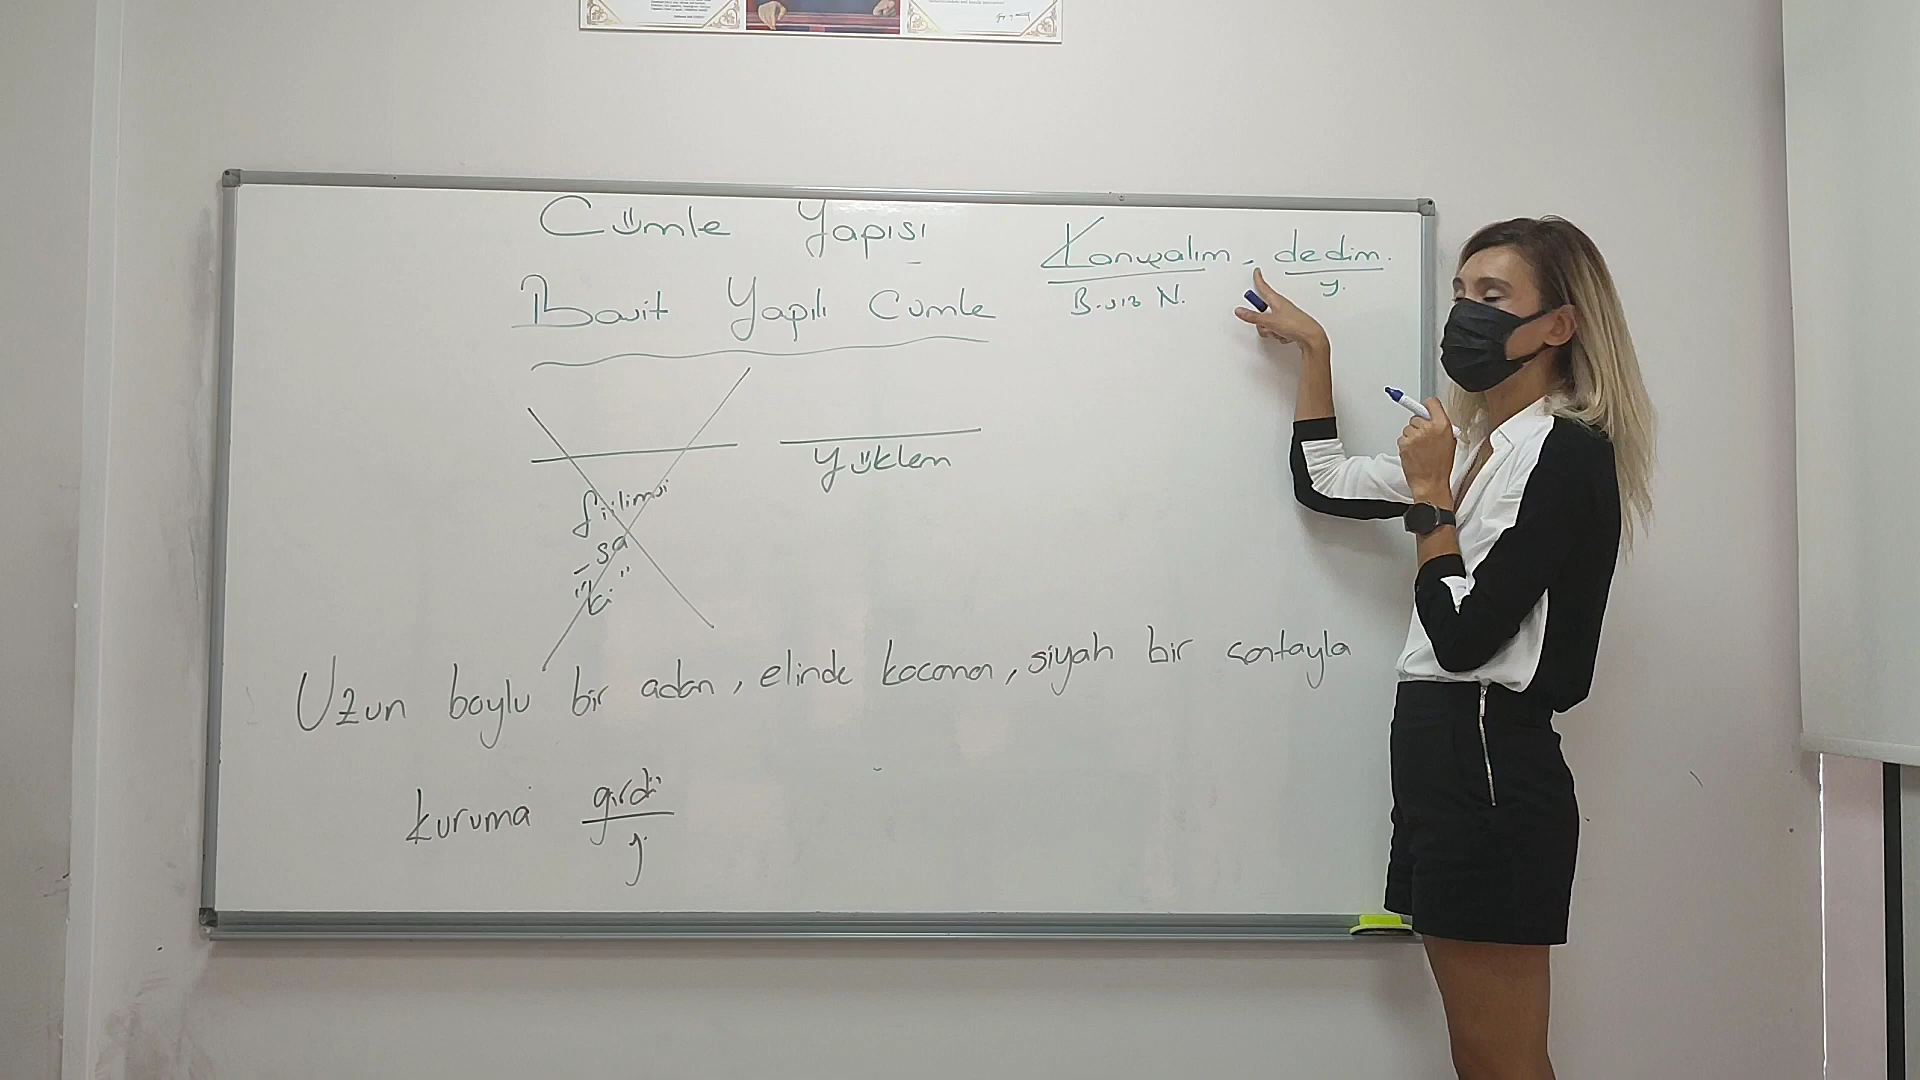 Cümle Yapısı
Basit Yapılı Cümle
Konuşalım, dedim.
B.siz N. y.
yüklem
fiilimsi
-sa
"ki"
Uzun boylu bir adam, elinde kocaman, siyah bir çantayla
kuruma girdi
y